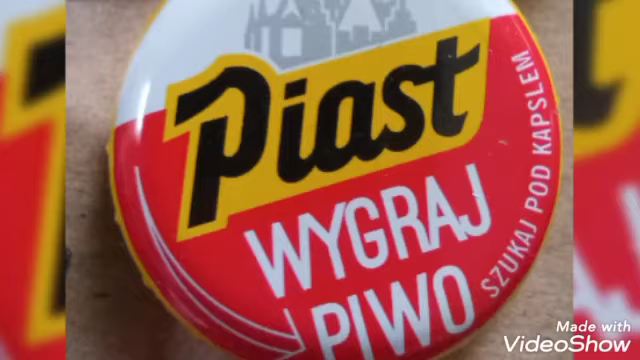 Piast
WYGRAJ
PIWO
SZUKAJ POD KAPSLEM
Made with
VideoShow